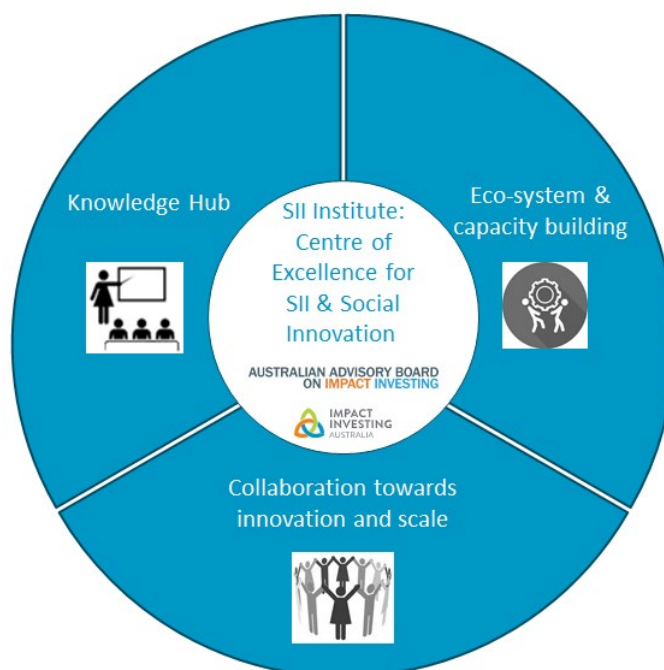 Knowledge Hub
SII Institute:
Centre of
Excellence for
SII & Social
Innovation
AUSTRALIAN ADVISORY BOARD
ON IMPACT INVESTING
IMPACT
INVESTING
AUSTRALIA
Eco-system &
capacity building
Collaboration towards
innovation and scale